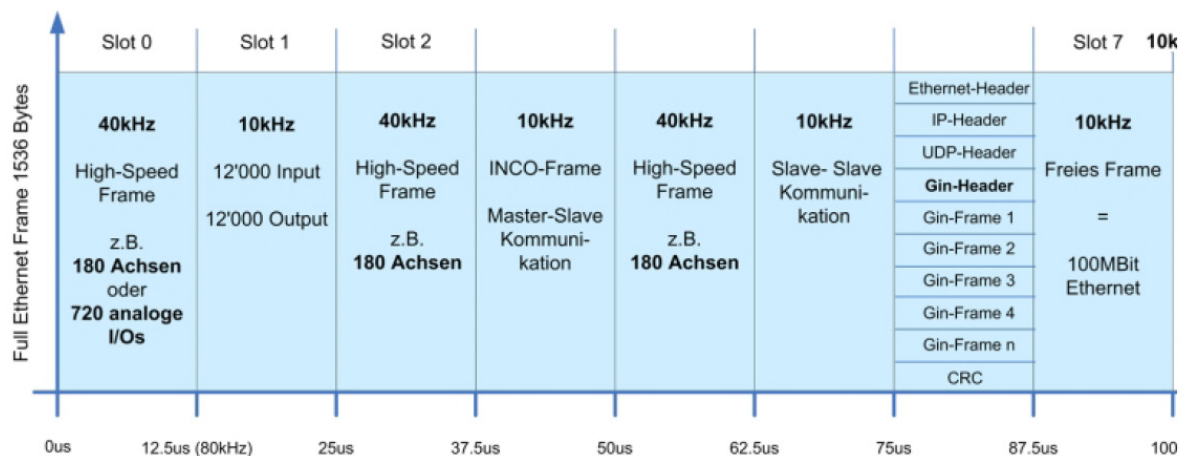 Full Ethernet Frame 1536 Bytes
Slot 0
Slot 1
Slot 2
Slot 7
10k
40kHz
High-Speed
Frame
z.B.
180 Achsen
oder
720 analoge
I/Os
10kHz
12'000 Input
12'000 Output
40kHz
High-Speed
Frame
z.B.
180 Achsen
10kHz
INCO-Frame
Master-Slave
Kommuni-
kation
40kHz
High-Speed
Frame
z.B.
180 Achsen
10kHz
Slave- Slave
Kommuni-
kation
Ethernet-Header
IP-Header
UDP-Header
Gin-Header
Gin-Frame 1
Gin-Frame 2
Gin-Frame 3
Gin-Frame 4
Gin-Frame n
CRC
10kHz
Freies Frame
=
100MBit
Ethernet
0us
12.5us (80kHz)
25us
37.5us
50us
62.5us
75us
87.5us
100